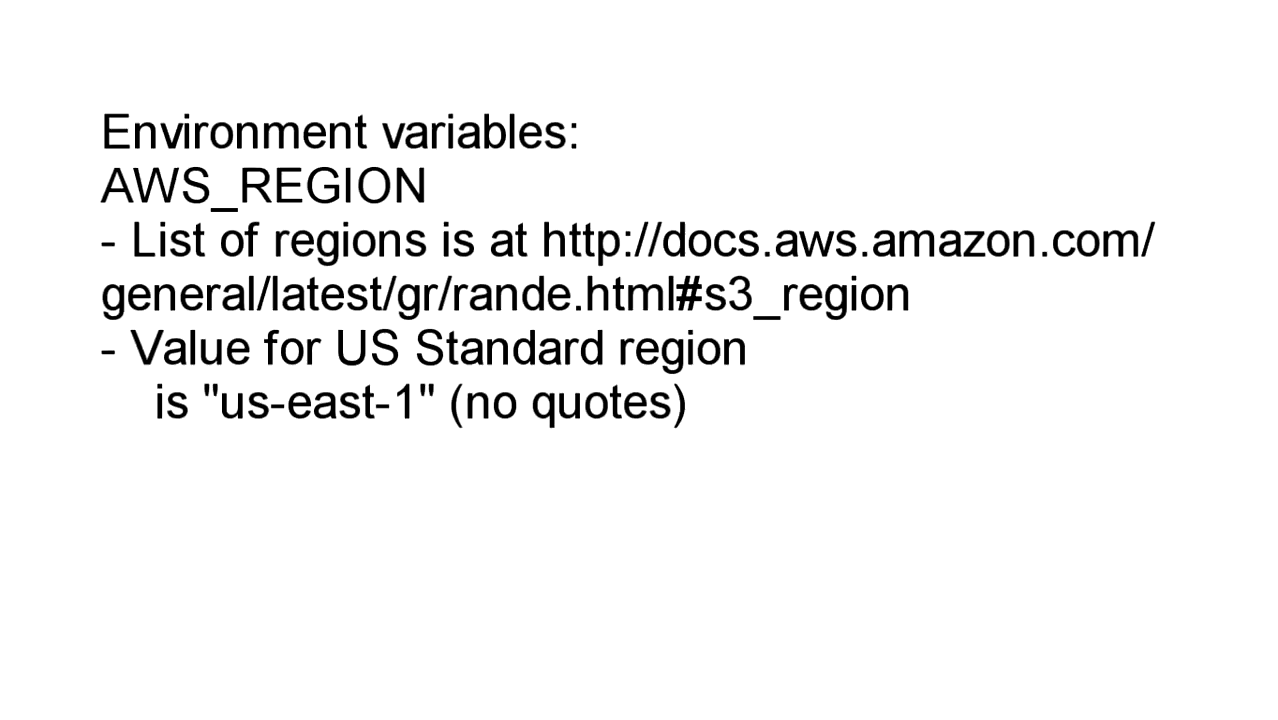 Environment variables:
AWS_REGION
- List of regions is at http://docs.aws.amazon.com/
general/latest/gr/rande.html#s3_region
- Value for US Standard region
is "us-east-1" (no quotes)